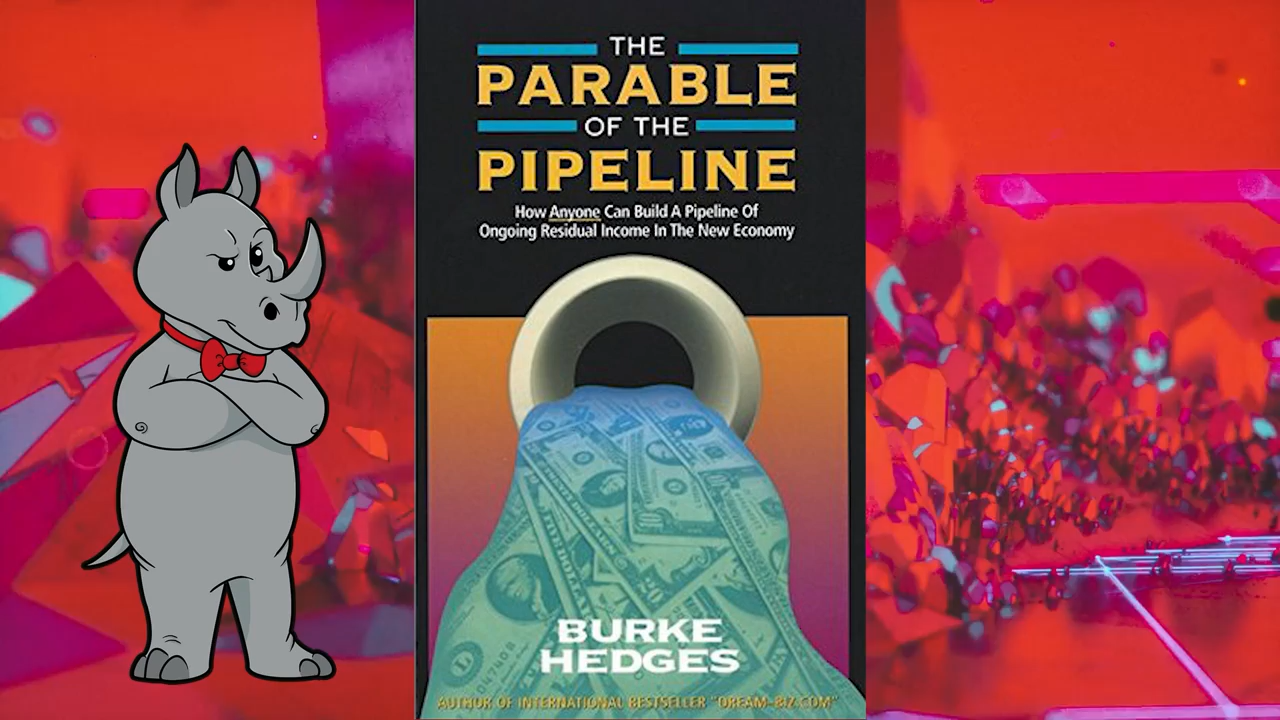 THE
PARABLE
OF THE
PIPELINE
How Anyone Can Build A Pipeline Of
Ongoing Residual Income In The New Economy
BURKE
HEDGES
AUTHOR OF INTERNATIONAL BESTSELLER "DREAM-BIZ.COM"